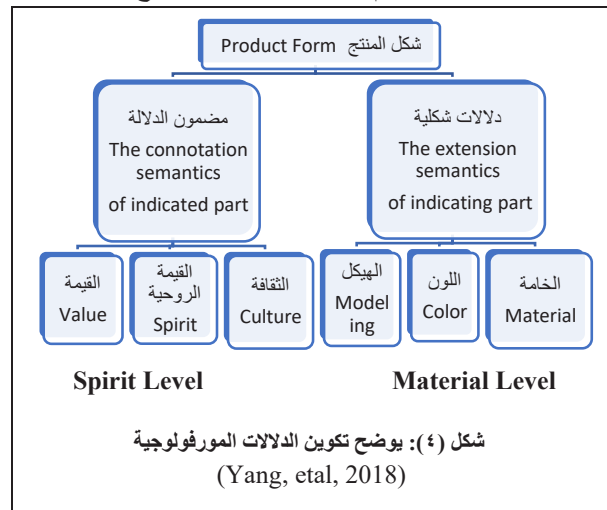 شكل المنتج Product Form
مضمون الدلالة
The connotation
semantics
of indicated part
دلالات شكلية
The extension
semantics
of indicating part
القيمة
Value
القيمة
الروحية
Spirit
الثقافة
Culture
الهيكل
Model
ing
اللون
Color
الخامة
Material
Spirit Level
Material Level
شكل (٤): يوضح تكوين الدلالات المورفولوجية
(Yang, etal, 2018)